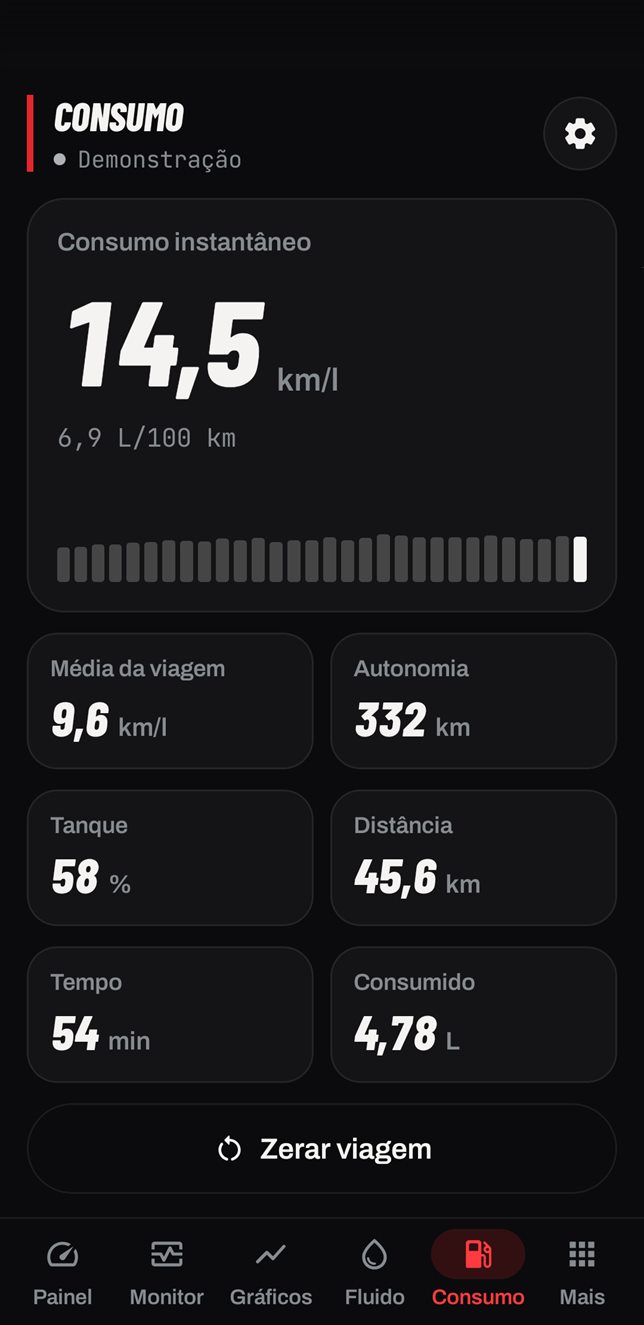 CONSUMO
Demonstração
Consumo instantâneo
14,5 km/l
6,9 L/100 km
Média da viagem
9,6 km/l
Autonomia
332 km
Tanque
58 %
Distância
45,6 km
Tempo
54 min
Consumido
4,78 L
Zerar viagem
Painel
Monitor
Gráficos
Fluido
Consumo
Mais